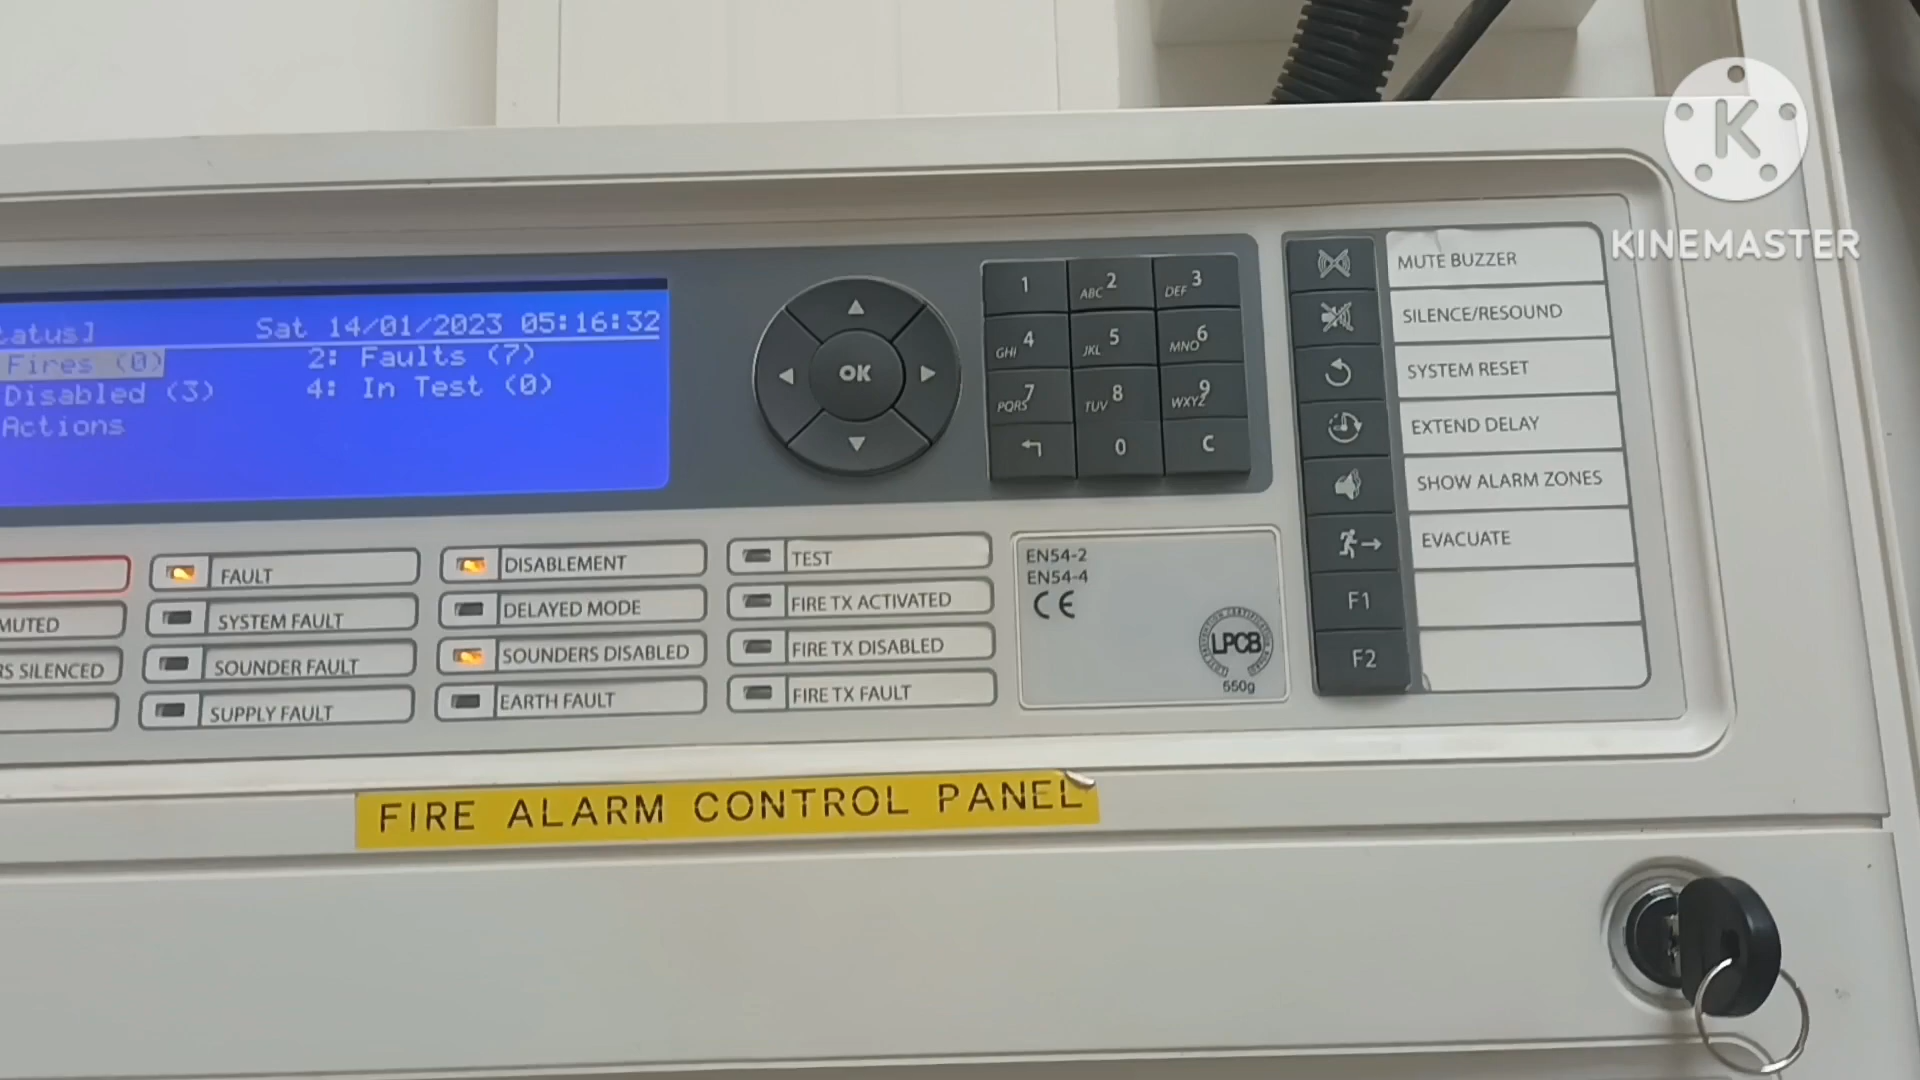 KINEMASTER
tatus] Sat 14/01/2023 05:16:32
Fires (0) 2: Faults (7)
Disabled (3) 4: In Test (0)
Actions
OK
1 ABC 2 DEF 3
GHI 4 JKL 5 MNO 6
PQRS 7 TUV 8 WXYZ 9
0 C
MUTE BUZZER
SILENCE/RESOUND
SYSTEM RESET
EXTEND DELAY
SHOW ALARM ZONES
EVACUATE
F1
F2
MUTED
RS SILENCED
FAULT
SYSTEM FAULT
SOUNDER FAULT
SUPPLY FAULT
DISABLEMENT
DELAYED MODE
SOUNDERS DISABLED
EARTH FAULT
TEST
FIRE TX ACTIVATED
FIRE TX DISABLED
FIRE TX FAULT
EN54-2
EN54-4
CE
LPCB
550g
FIRE ALARM CONTROL PANEL